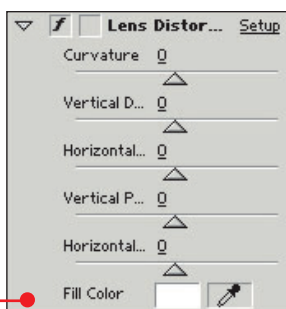 f Lens Distor... Setup
Curvature 0
Vertical D... 0
Horizontal... 0
Vertical P... 0
Horizontal... 0
Fill Color